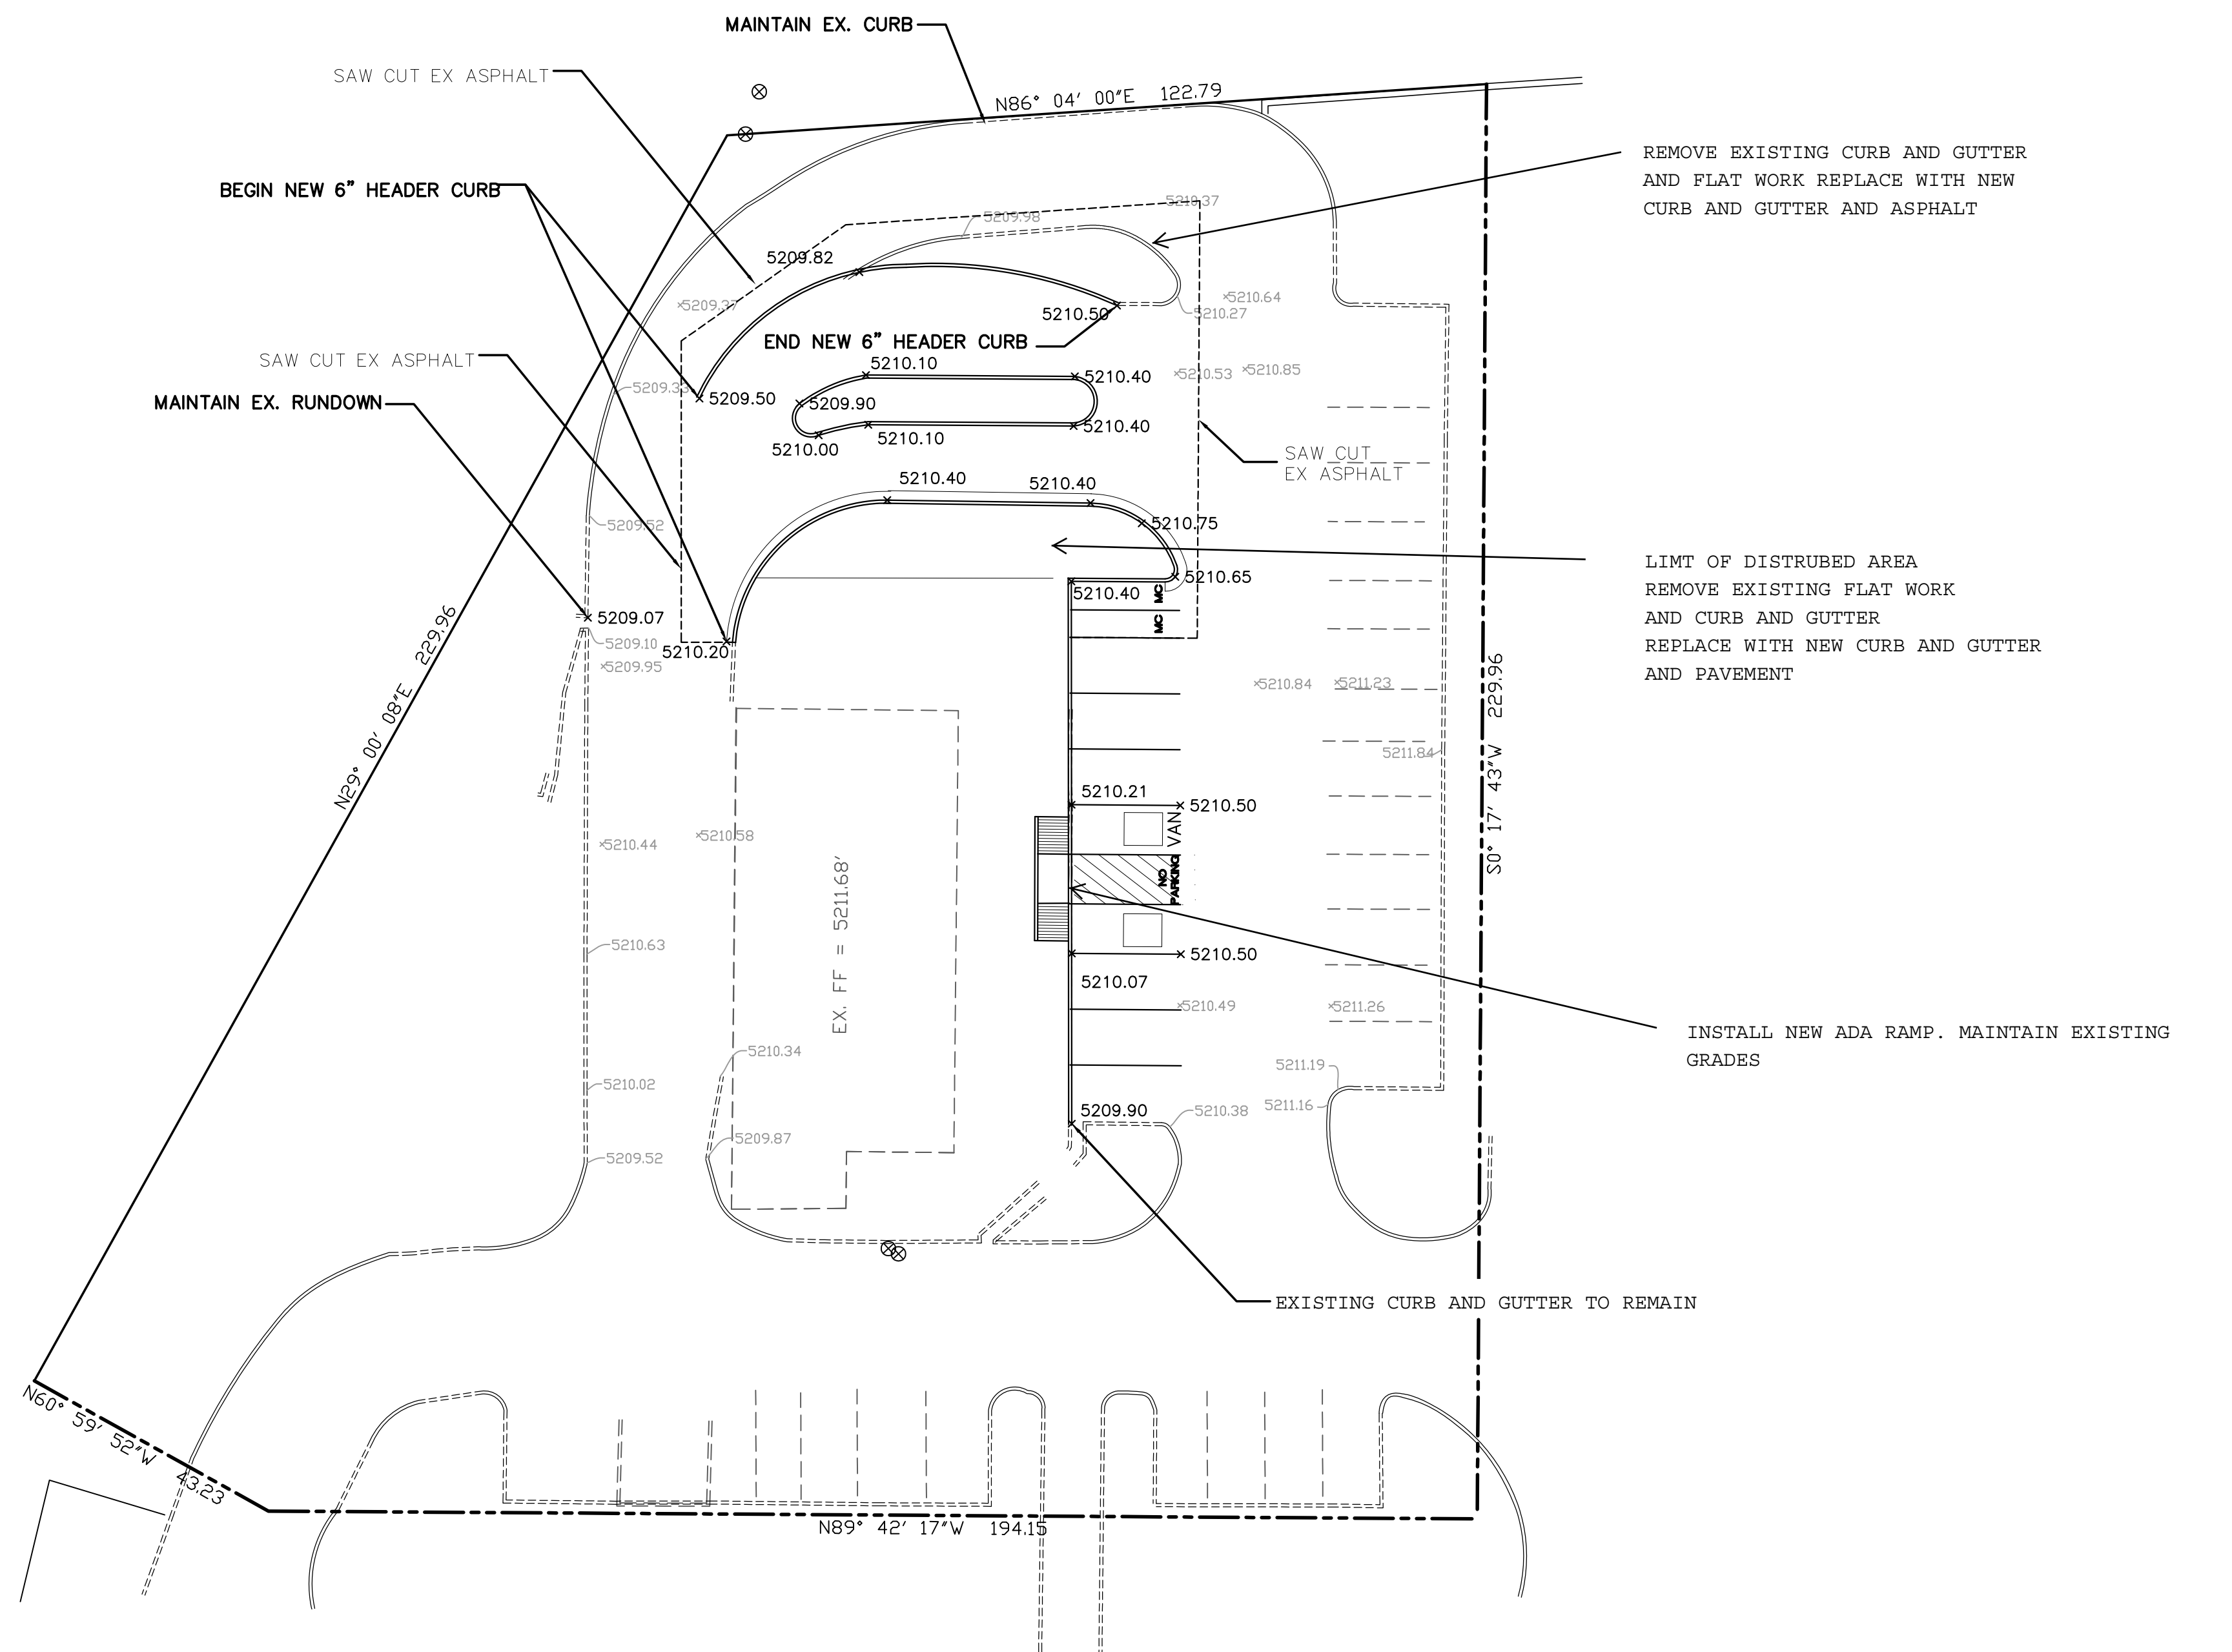 MAINTAIN EX. CURB
SAW CUT EX ASPHALT
N86° 04' 00"E 122.79
REMOVE EXISTING CURB AND GUTTER
AND FLAT WORK REPLACE WITH NEW
CURB AND GUTTER AND ASPHALT
BEGIN NEW 6" HEADER CURB
5210.37
5209.98
5209.82
5209.37
5210.64
5210.50
5210.27
END NEW 6" HEADER CURB
SAW CUT EX ASPHALT
5210.10
5210.40
5210.53
5210.85
5209.50
5209.90
MAINTAIN EX. RUNDOWN
5210.10
5210.40
5210.00
SAW CUT
EX ASPHALT
5210.40
5210.40
5209.52
5210.75
LIMT OF DISTRUBED AREA
REMOVE EXISTING FLAT WORK
AND CURB AND GUTTER
REPLACE WITH NEW CURB AND GUTTER
AND PAVEMENT
5210.65
5210.40
MC
MC
5209.07
5209.10
5210.20
5209.95
N29° 00' 08"E 229.96
5210.84
5211.23
S0° 17' 43"W 229.96
5211.84
5210.21
5210.50
VAN
5210.44
5210.58
EX. FF = 5211.68'
NO
PARKING
5210.63
5210.50
5210.07
5210.49
5211.26
INSTALL NEW ADA RAMP. MAINTAIN EXISTING
GRADES
5210.34
5211.19
5210.02
5209.90
5210.38
5211.16
5209.87
5209.52
EXISTING CURB AND GUTTER TO REMAIN
N60° 59' 52"W 43.23
N89° 42' 17"W 194.15